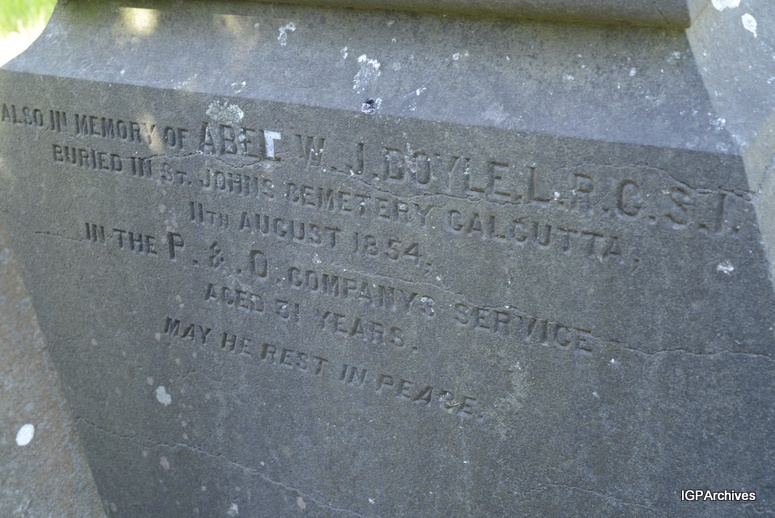 ALSO IN MEMORY OF ABEL W. J. DOYLE, L.R.C.S.I.
BURIED IN ST. JOHNS CEMETERY CALCUTTA,
11TH AUGUST 1854,
IN THE P. & O. COMPANYS SERVICE
AGED 31 YEARS.
MAY HE REST IN PEACE.
IGPArchives